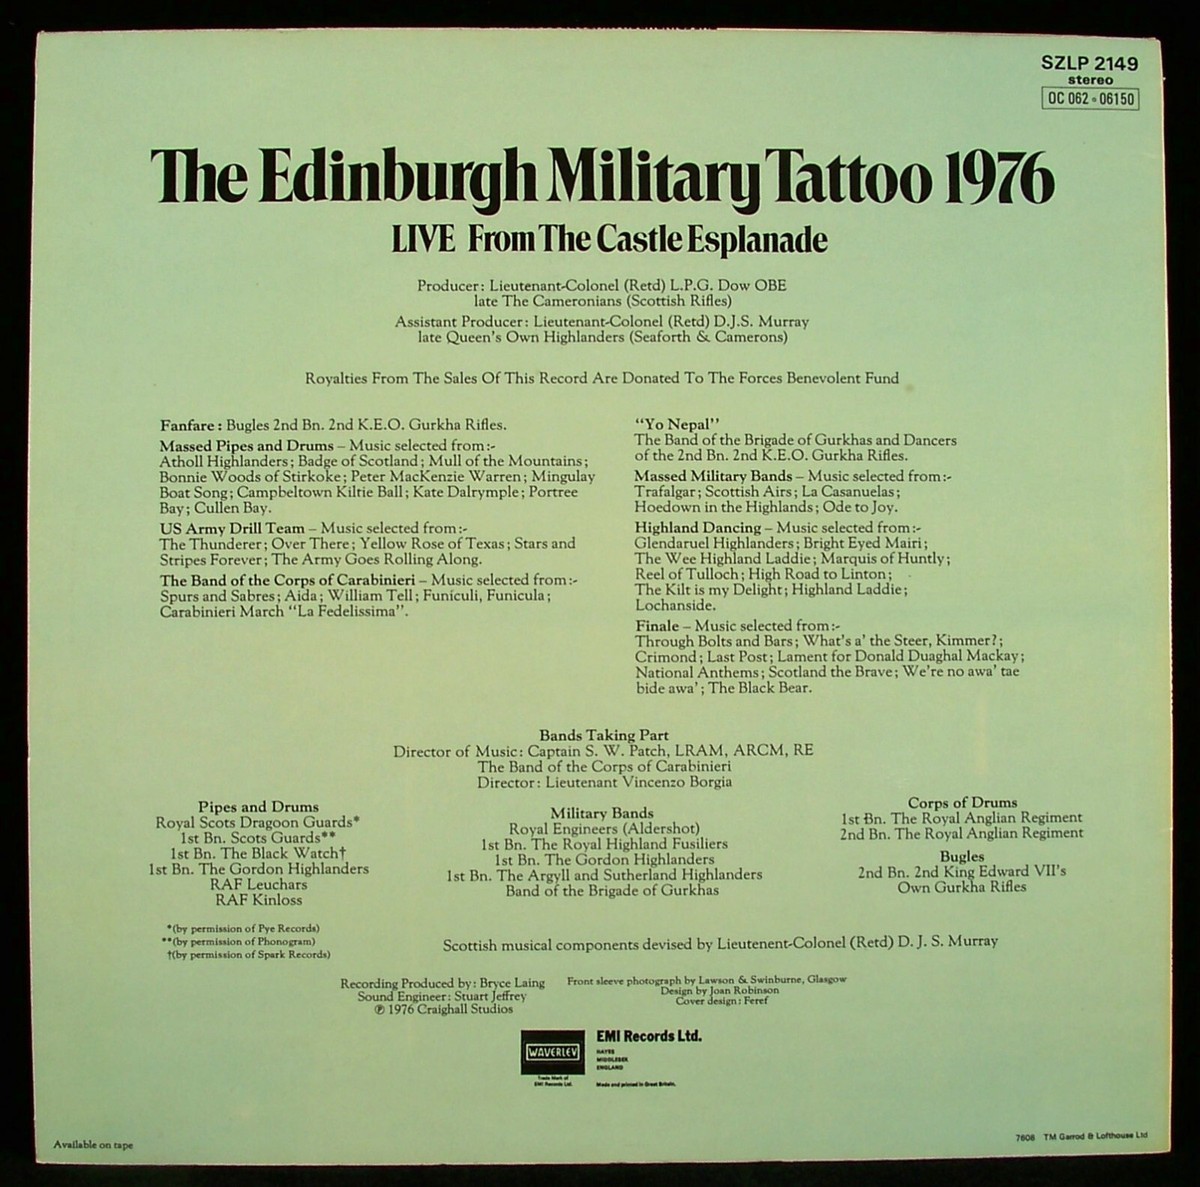 SZLP 2149
stereo
OC 062 • 06150
The Edinburgh Military Tattoo 1976
LIVE From The Castle Esplanade
Producer: Lieutenant-Colonel (Retd) L.P.G. Dow OBE
late The Cameronians (Scottish Rifles)
Assistant Producer: Lieutenant-Colonel (Retd) D.J.S. Murray
late Queen's Own Highlanders (Seaforth & Camerons)
Royalties From The Sales Of This Record Are Donated To The Forces Benevolent Fund
Fanfare: Bugles 2nd Bn. 2nd K.E.O. Gurkha Rifles.
Massed Pipes and Drums – Music selected from:-
Atholl Highlanders; Badge of Scotland; Mull of the Mountains;
Bonnie Woods of Stirkoke; Peter MacKenzie Warren; Mingulay
Boat Song; Campbeltown Kiltie Ball; Kate Dalrymple; Portree
Bay; Cullen Bay.
US Army Drill Team – Music selected from:-
The Thunderer; Over There; Yellow Rose of Texas; Stars and
Stripes Forever; The Army Goes Rolling Along.
The Band of the Corps of Carabinieri – Music selected from:-
Spurs and Sabres; Aida; William Tell; Funiculi, Funicula;
Carabinieri March "La Fedelissima".
"Yo Nepal"
The Band of the Brigade of Gurkhas and Dancers
of the 2nd Bn. 2nd K.E.O. Gurkha Rifles.
Massed Military Bands – Music selected from:-
Trafalgar; Scottish Airs; La Casanuelas;
Hoedown in the Highlands; Ode to Joy.
Highland Dancing – Music selected from:-
Glendaruel Highlanders; Bright Eyed Mairi;
The Wee Highland Laddie; Marquis of Huntly;
Reel of Tulloch; High Road to Linton;
The Kilt is my Delight; Highland Laddie;
Lochanside.
Finale – Music selected from:-
Through Bolts and Bars; What's a' the Steer, Kimmer?;
Crimond; Last Post; Lament for Donald Duaghal Mackay;
National Anthems; Scotland the Brave; We're no awa' tae
bide awa'; The Black Bear.
Bands Taking Part
Director of Music: Captain S. W. Patch, LRAM, ARCM, RE
The Band of the Corps of Carabinieri
Director: Lieutenant Vincenzo Borgia
Pipes and Drums
Royal Scots Dragoon Guards*
1st Bn. Scots Guards**
1st Bn. The Black Watch†
1st Bn. The Gordon Highlanders
RAF Leuchars
RAF Kinloss
Military Bands
Royal Engineers (Aldershot)
1st Bn. The Royal Highland Fusiliers
1st Bn. The Gordon Highlanders
1st Bn. The Argyll and Sutherland Highlanders
Band of the Brigade of Gurkhas
Corps of Drums
1st Bn. The Royal Anglian Regiment
2nd Bn. The Royal Anglian Regiment
Bugles
2nd Bn. 2nd King Edward VII's
Own Gurkha Rifles
*(by permission of Pye Records)
**(by permission of Phonogram)
†(by permission of Spark Records)
Scottish musical components devised by Lieutenent-Colonel (Retd) D. J. S. Murray
Recording Produced by: Bryce Laing
Sound Engineer: Stuart Jeffrey
℗ 1976 Craighall Studios
Front sleeve photograph by Lawson & Swinburne, Glasgow
Design by Joan Robinson
Cover design: Feref
WAVERLEY
Trade Mark of
EMI Records Ltd.
EMI Records Ltd.
HAYES
MIDDLESEX
ENGLAND
Made and printed in Great Britain.
Available on tape
7608 TM Garrod & Lofthouse Ltd